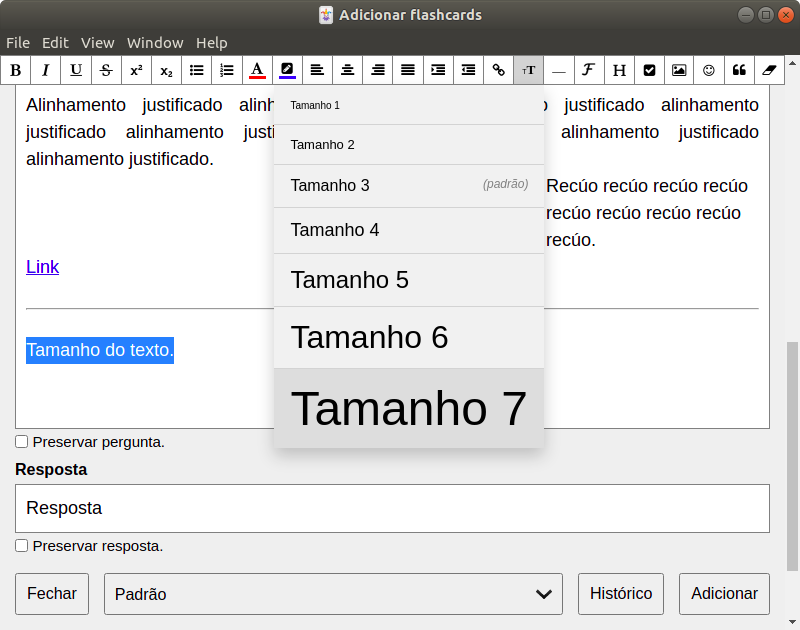 Adicionar flashcards
File Edit View Window Help
B I U S x² x₂ A T T — F H
Alinhamento justificado alinh justificado alinhamento
justificado alinhamento justi alinhamento justificado
alinhamento justificado.
Recúo recúo recúo recúo
recúo recúo recúo recúo
recúo.
Link
Tamanho do texto.
Tamanho 1
Tamanho 2
Tamanho 3 (padrão)
Tamanho 4
Tamanho 5
Tamanho 6
Tamanho 7
Preservar pergunta.
Resposta
Resposta
Preservar resposta.
Fechar Padrão Histórico Adicionar